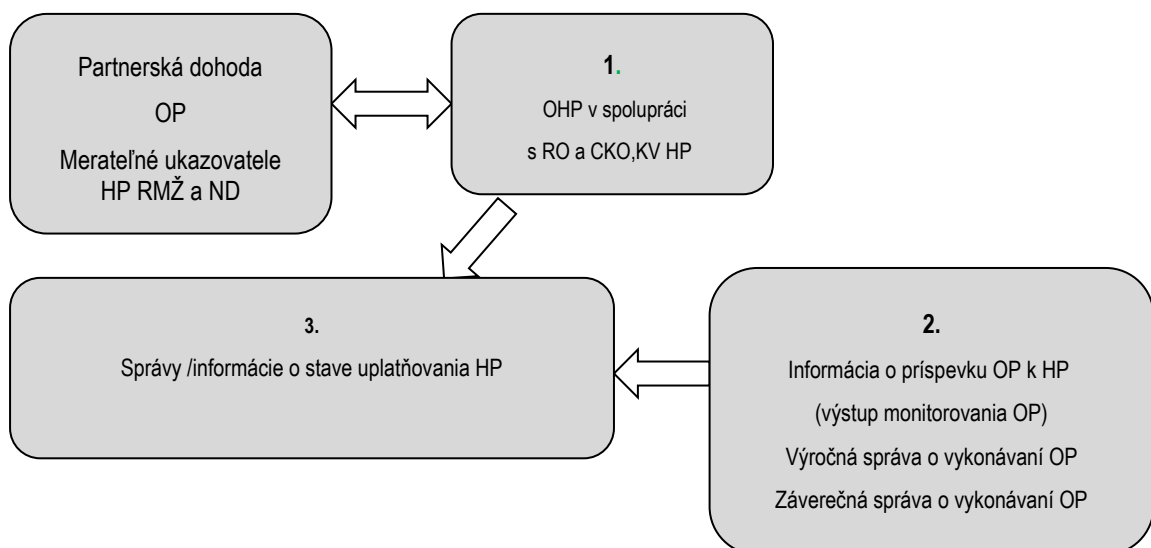 Partnerská dohoda
OP
Merateľné ukazovatele
HP RMŽ a ND
1.
OHP v spolupráci
s RO a CKO,KV HP
3.
Správy /informácie o stave uplatňovania HP
2.
Informácia o príspevku OP k HP
(výstup monitorovania OP)
Výročná správa o vykonávaní OP
Záverečná správa o vykonávaní OP